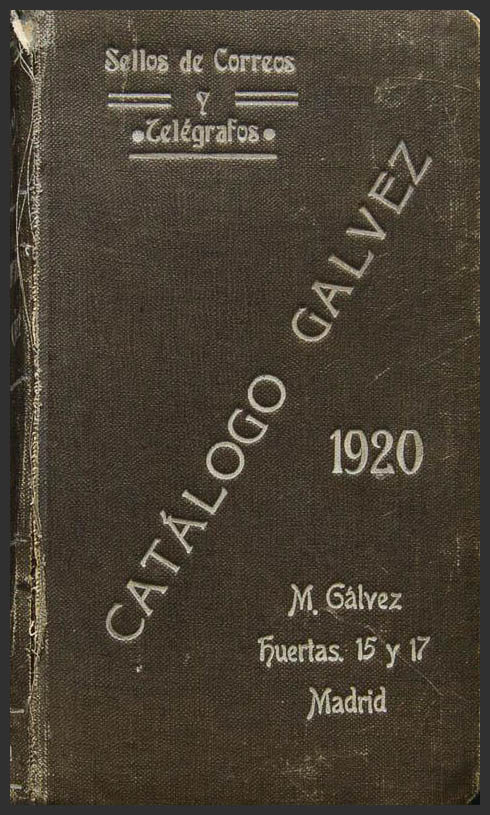 Sellos de Correos
Y
Telégrafos
CATÁLOGO GALVEZ
1920
M. Gálvez
Huertas. 15 y 17
Madrid